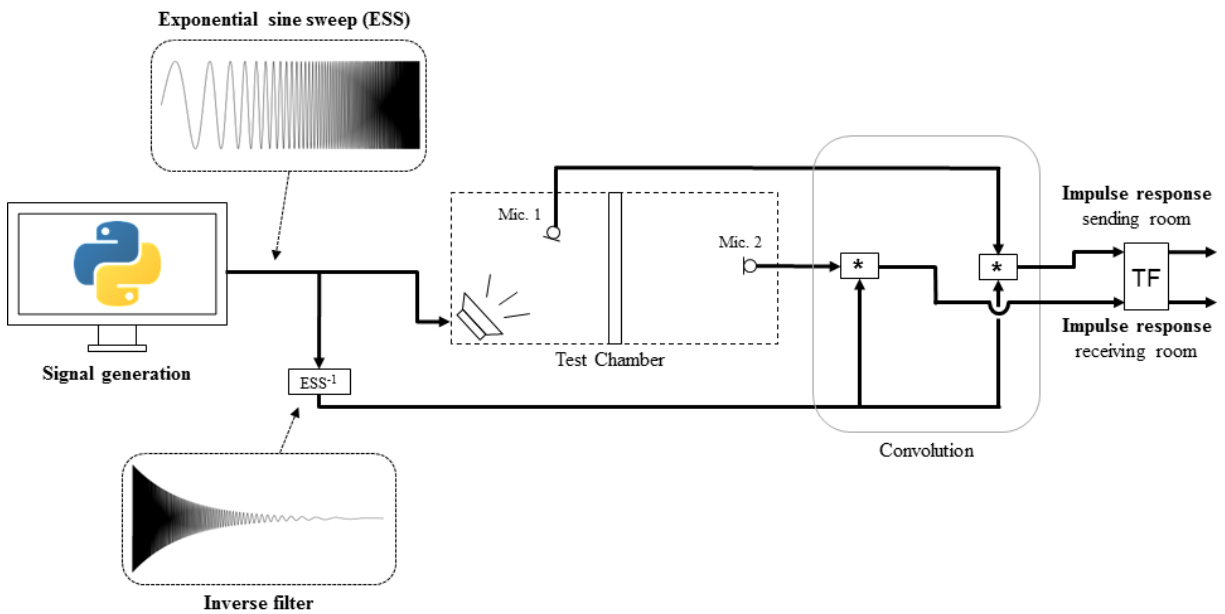 Exponential sine sweep (ESS)
Mic. 1
Mic. 2
Impulse response
sending room
*
*
TF
Impulse response
receiving room
Test Chamber
Signal generation
ESS-1
Convolution
Inverse filter